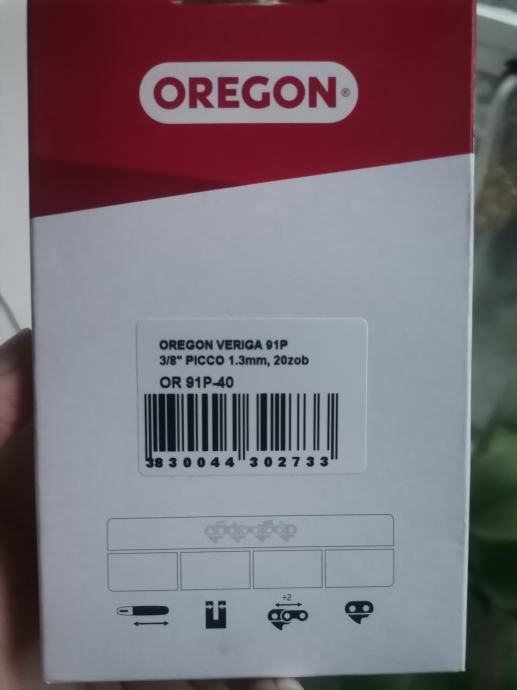 OREGON®
OREGON VERIGA 91P
3/8" PICCO 1.3mm, 20zob
OR 91P-40
3830044 302733
÷2